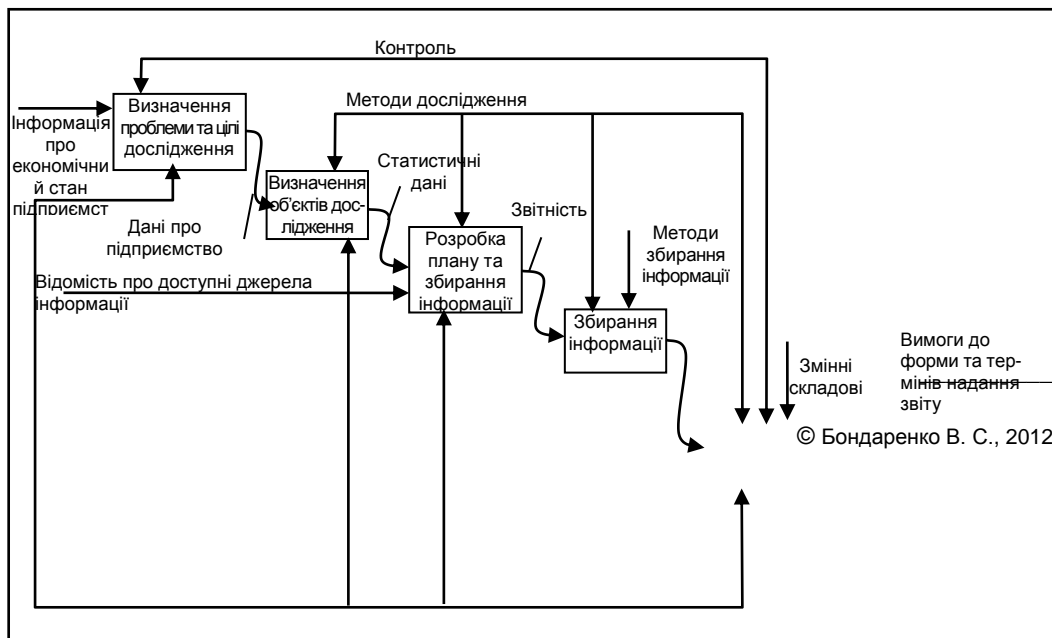 Контроль
Методи дослідження
Визначення
проблеми та цілі
дослідження
Інформація
про
економічни
й стан
підприємст
Дані про
підприємство
Визначення
об’єктів дос-
лідження
Статистичні
дані
Розробка
плану та
збирання
інформації
Звітність
Методи
збирання
інформації
Відомість про доступні джерела
інформації
Збирання
інформації
Змінні
складові
Вимоги до
форми та тер-
мінів надання
звіту
© Бондаренко В. С., 2012